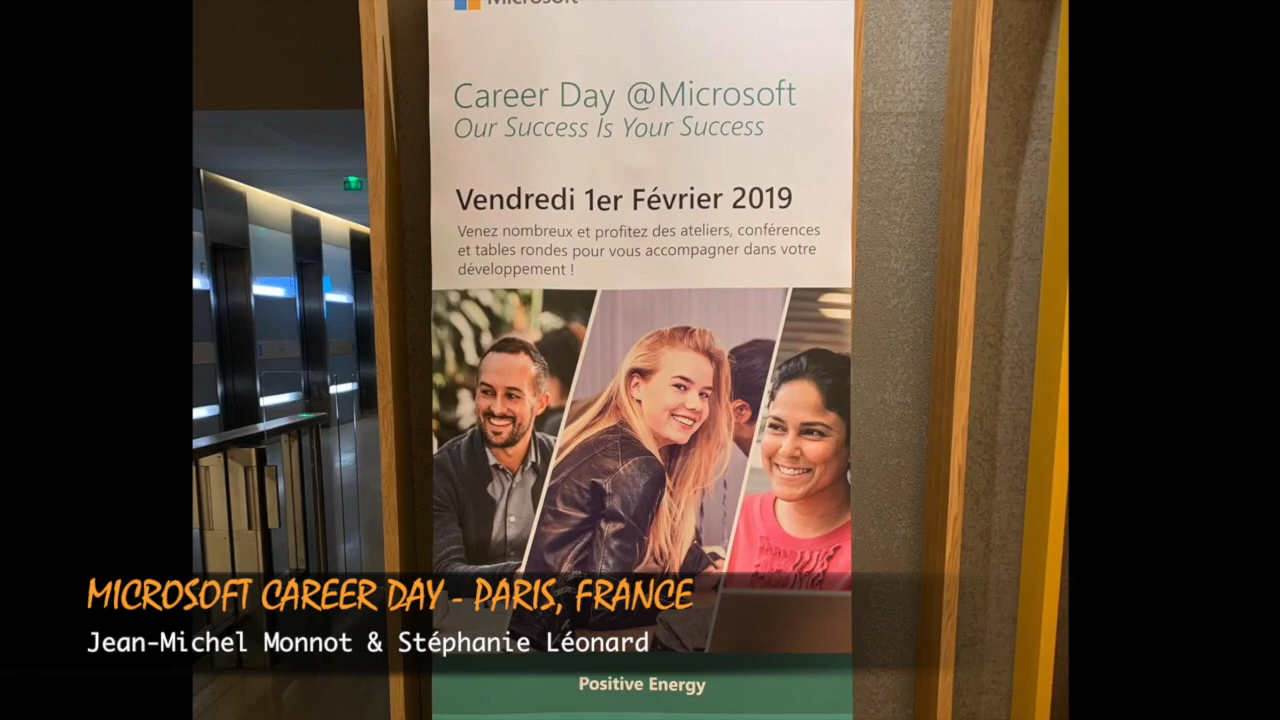 Microsoft
Career Day @Microsoft
Our Success Is Your Success
Vendredi 1er Février 2019
Venez nombreux et profitez des ateliers, conférences
et tables rondes pour vous accompagner dans votre
développement !
MICROSOFT CAREER DAY - PARIS, FRANCE
Jean-Michel Monnot & Stéphanie Léonard
Positive Energy